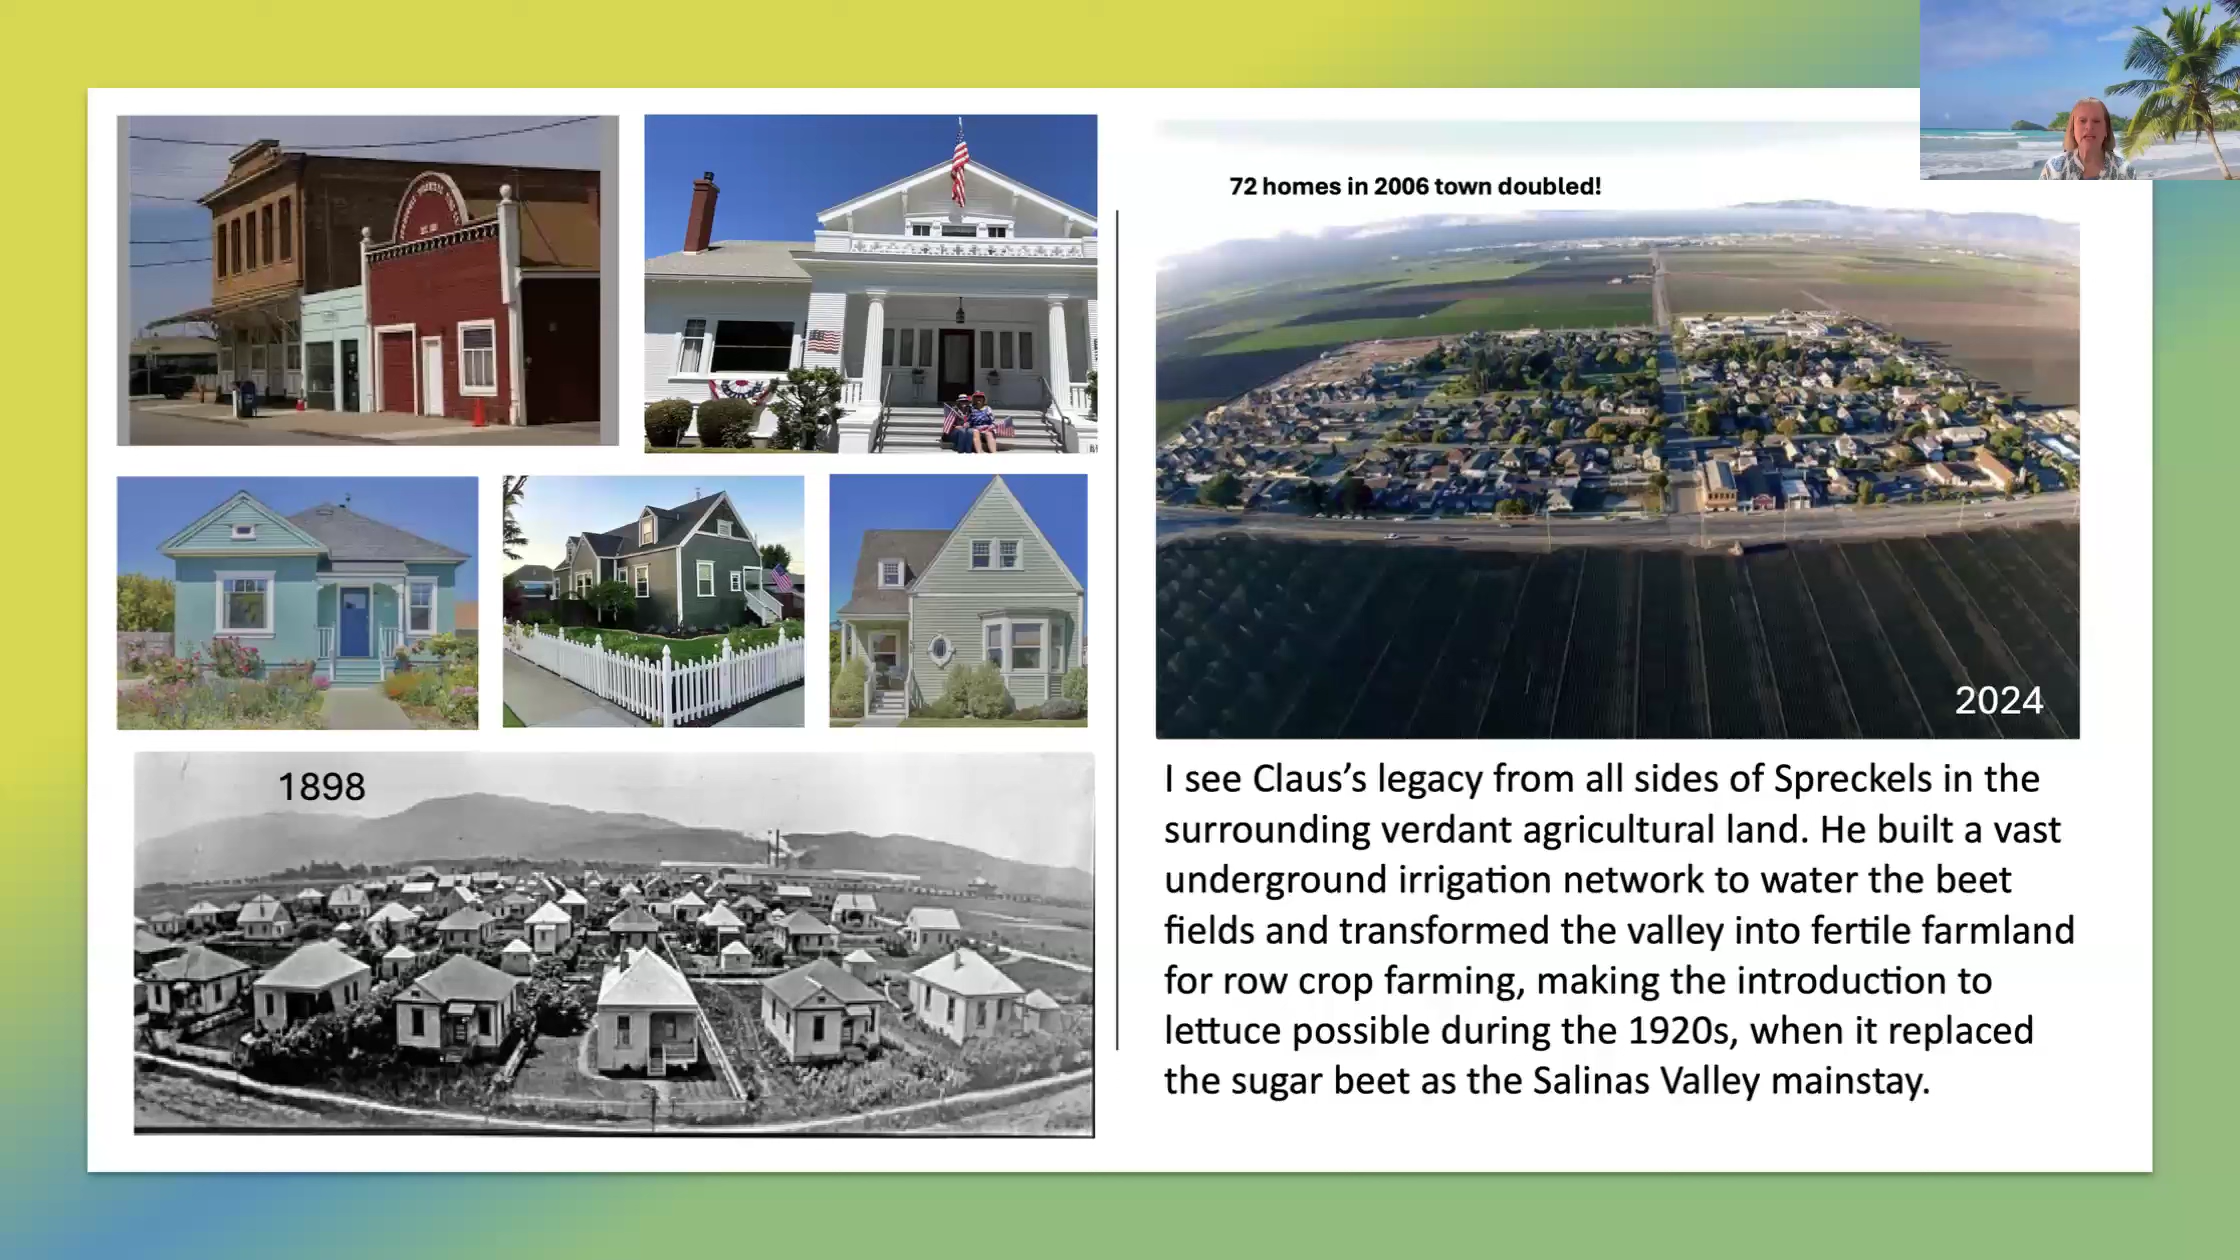 72 homes in 2006 town doubled!
2024
1898
I see Claus’s legacy from all sides of Spreckels in the
surrounding verdant agricultural land. He built a vast
underground irrigation network to water the beet
fields and transformed the valley into fertile farmland
for row crop farming, making the introduction to
lettuce possible during the 1920s, when it replaced
the sugar beet as the Salinas Valley mainstay.